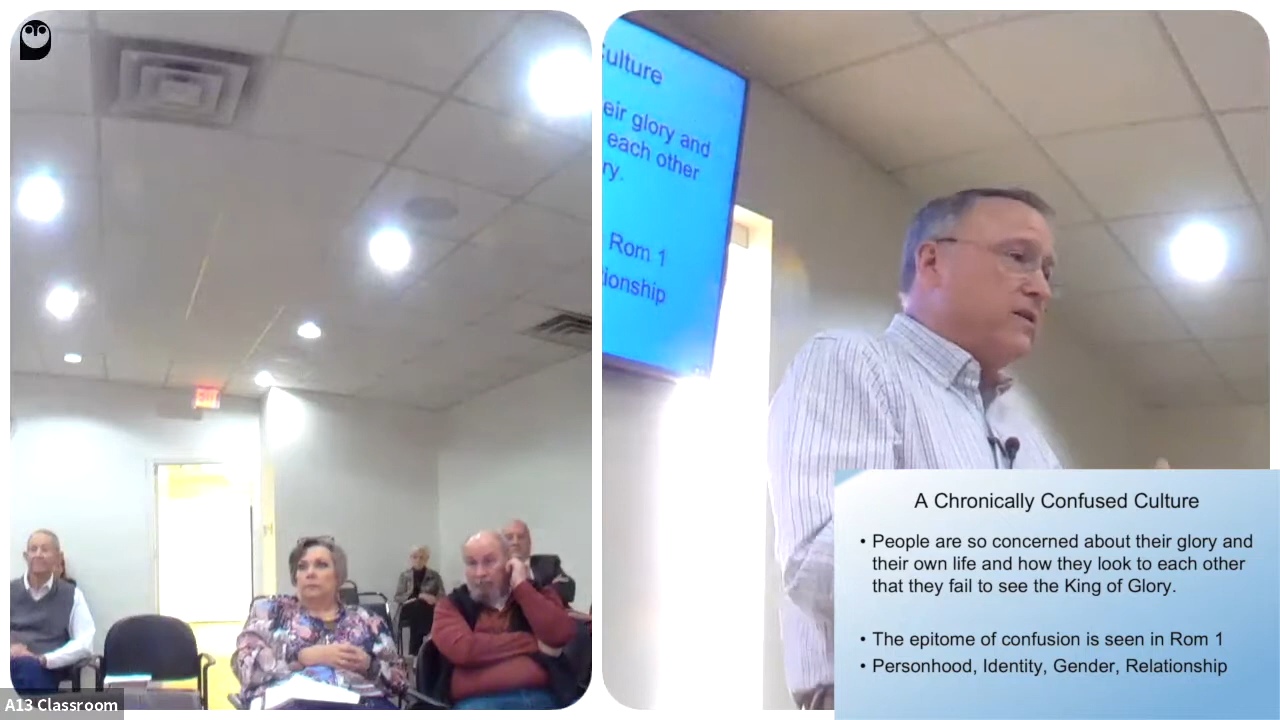 ulture
eir glory and
each other
ry.
Rom 1
ionship
EXIT
A Chronically Confused Culture
• People are so concerned about their glory and
their own life and how they look to each other
that they fail to see the King of Glory.
• The epitome of confusion is seen in Rom 1
• Personhood, Identity, Gender, Relationship
A13 Classroom